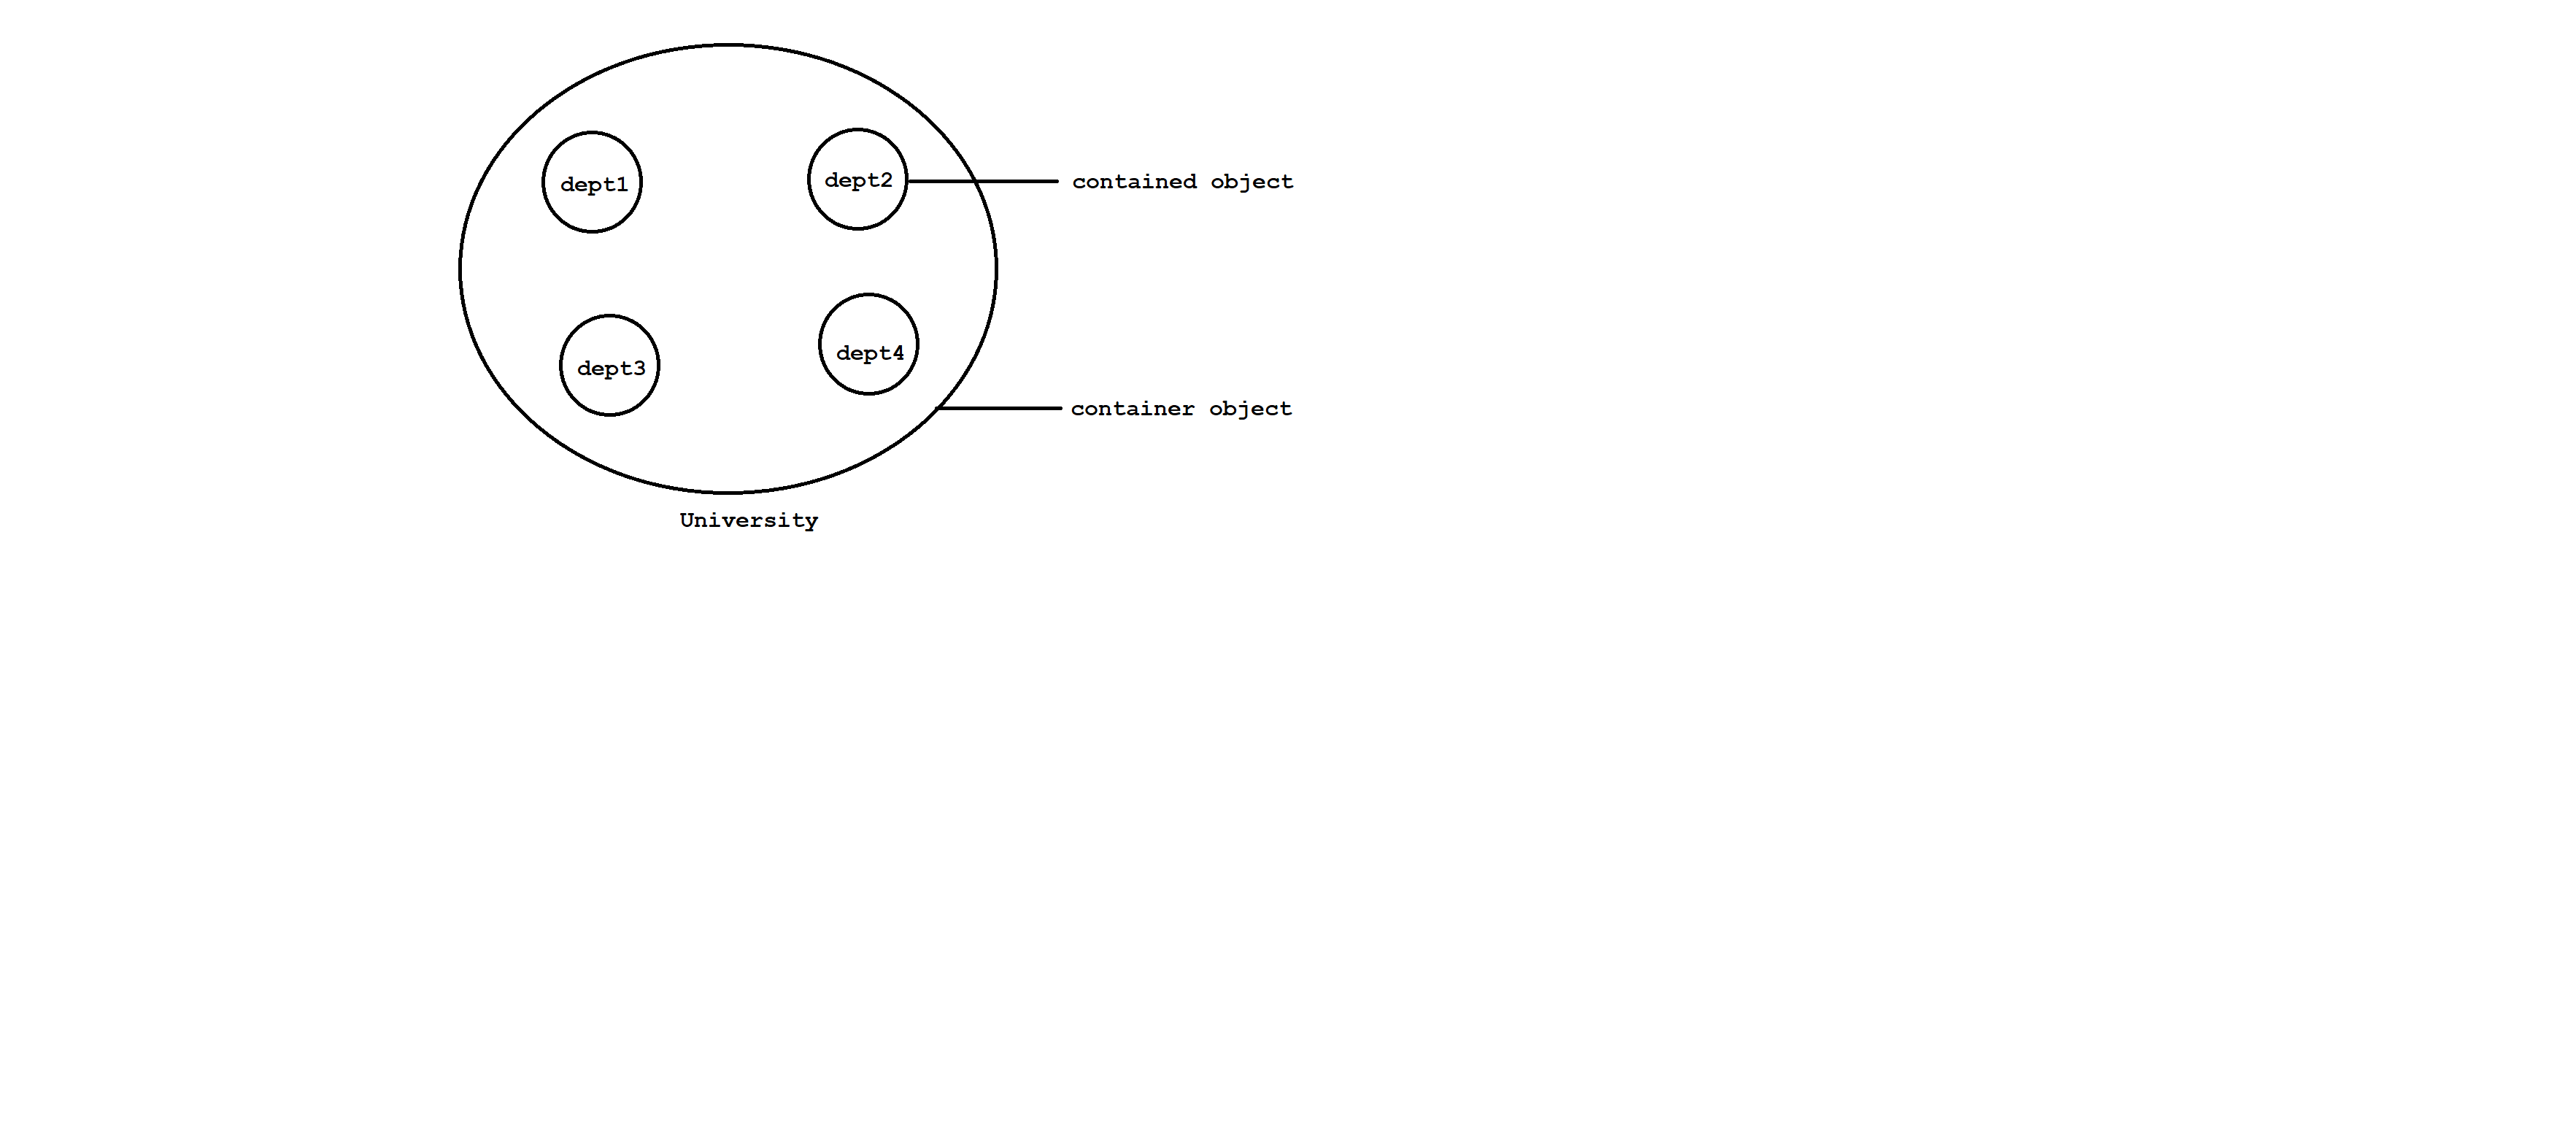 dept1
dept2
contained object
dept3
dept4
container object
University